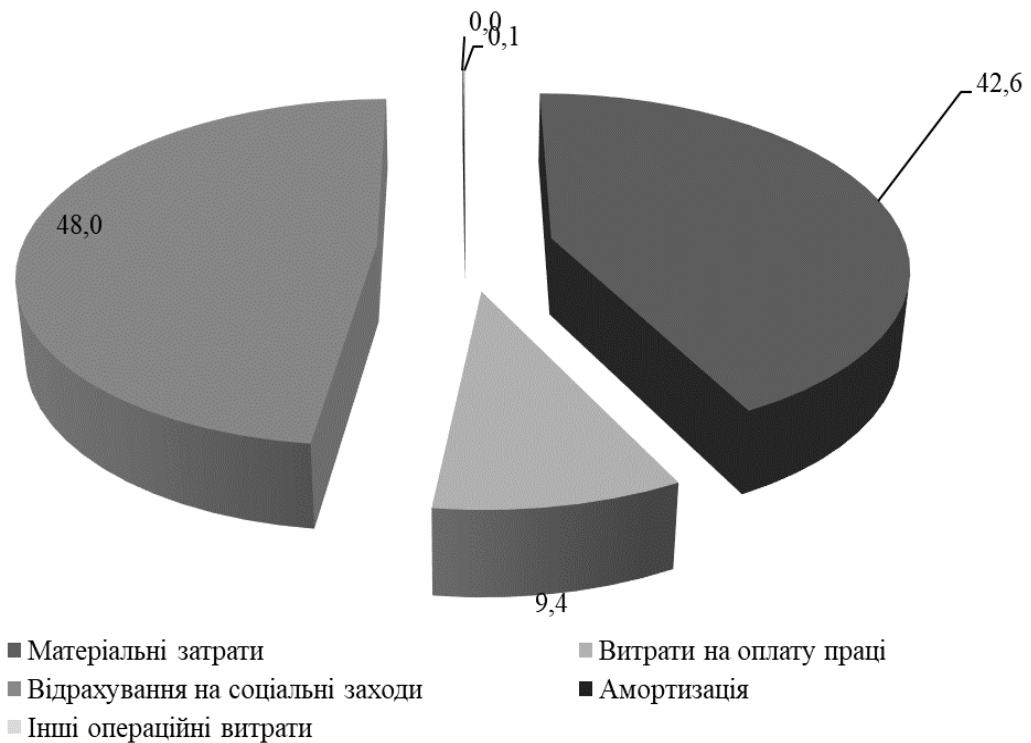 0,0
0,1
42,6
48,0
9,4
Матеріальні затрати
Витрати на оплату праці
Відрахування на соціальні заходи
Амортизація
Інші операційні витрати